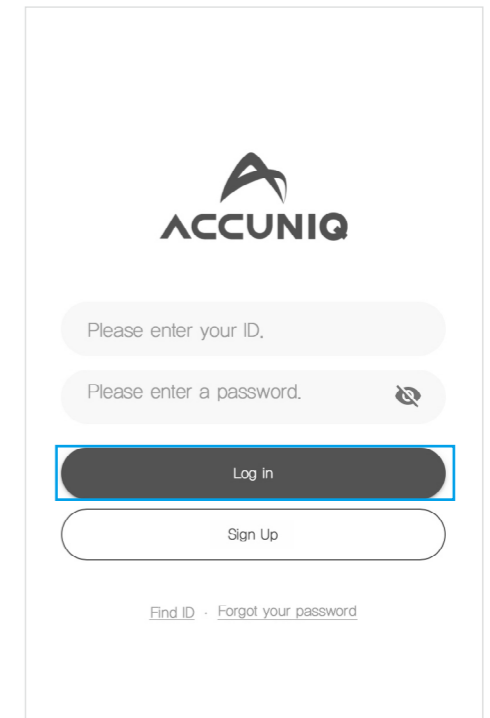 ACCUNIQ
Please enter your ID.
Please enter a password.
Log in
Sign Up
Find ID · Forgot your password